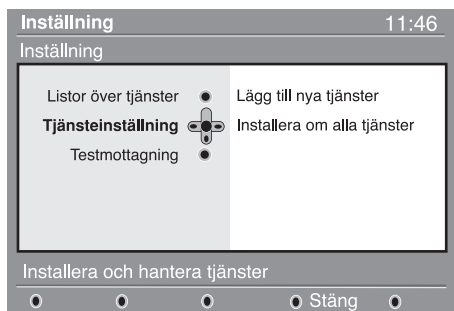 Inställning 11:46
Inställning
Listor över tjänster
Tjänsteinställning
Testmottagning
Lägg till nya tjänster
Installera om alla tjänster
Installera och hantera tjänster
Stäng